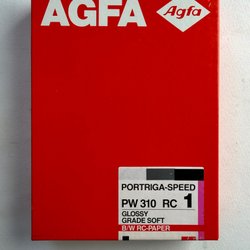 AGFA
Agfa
PORTRIGA-SPEED
PW 310 RC 1
GLOSSY
GRADE SOFT
B/W RC-PAPER